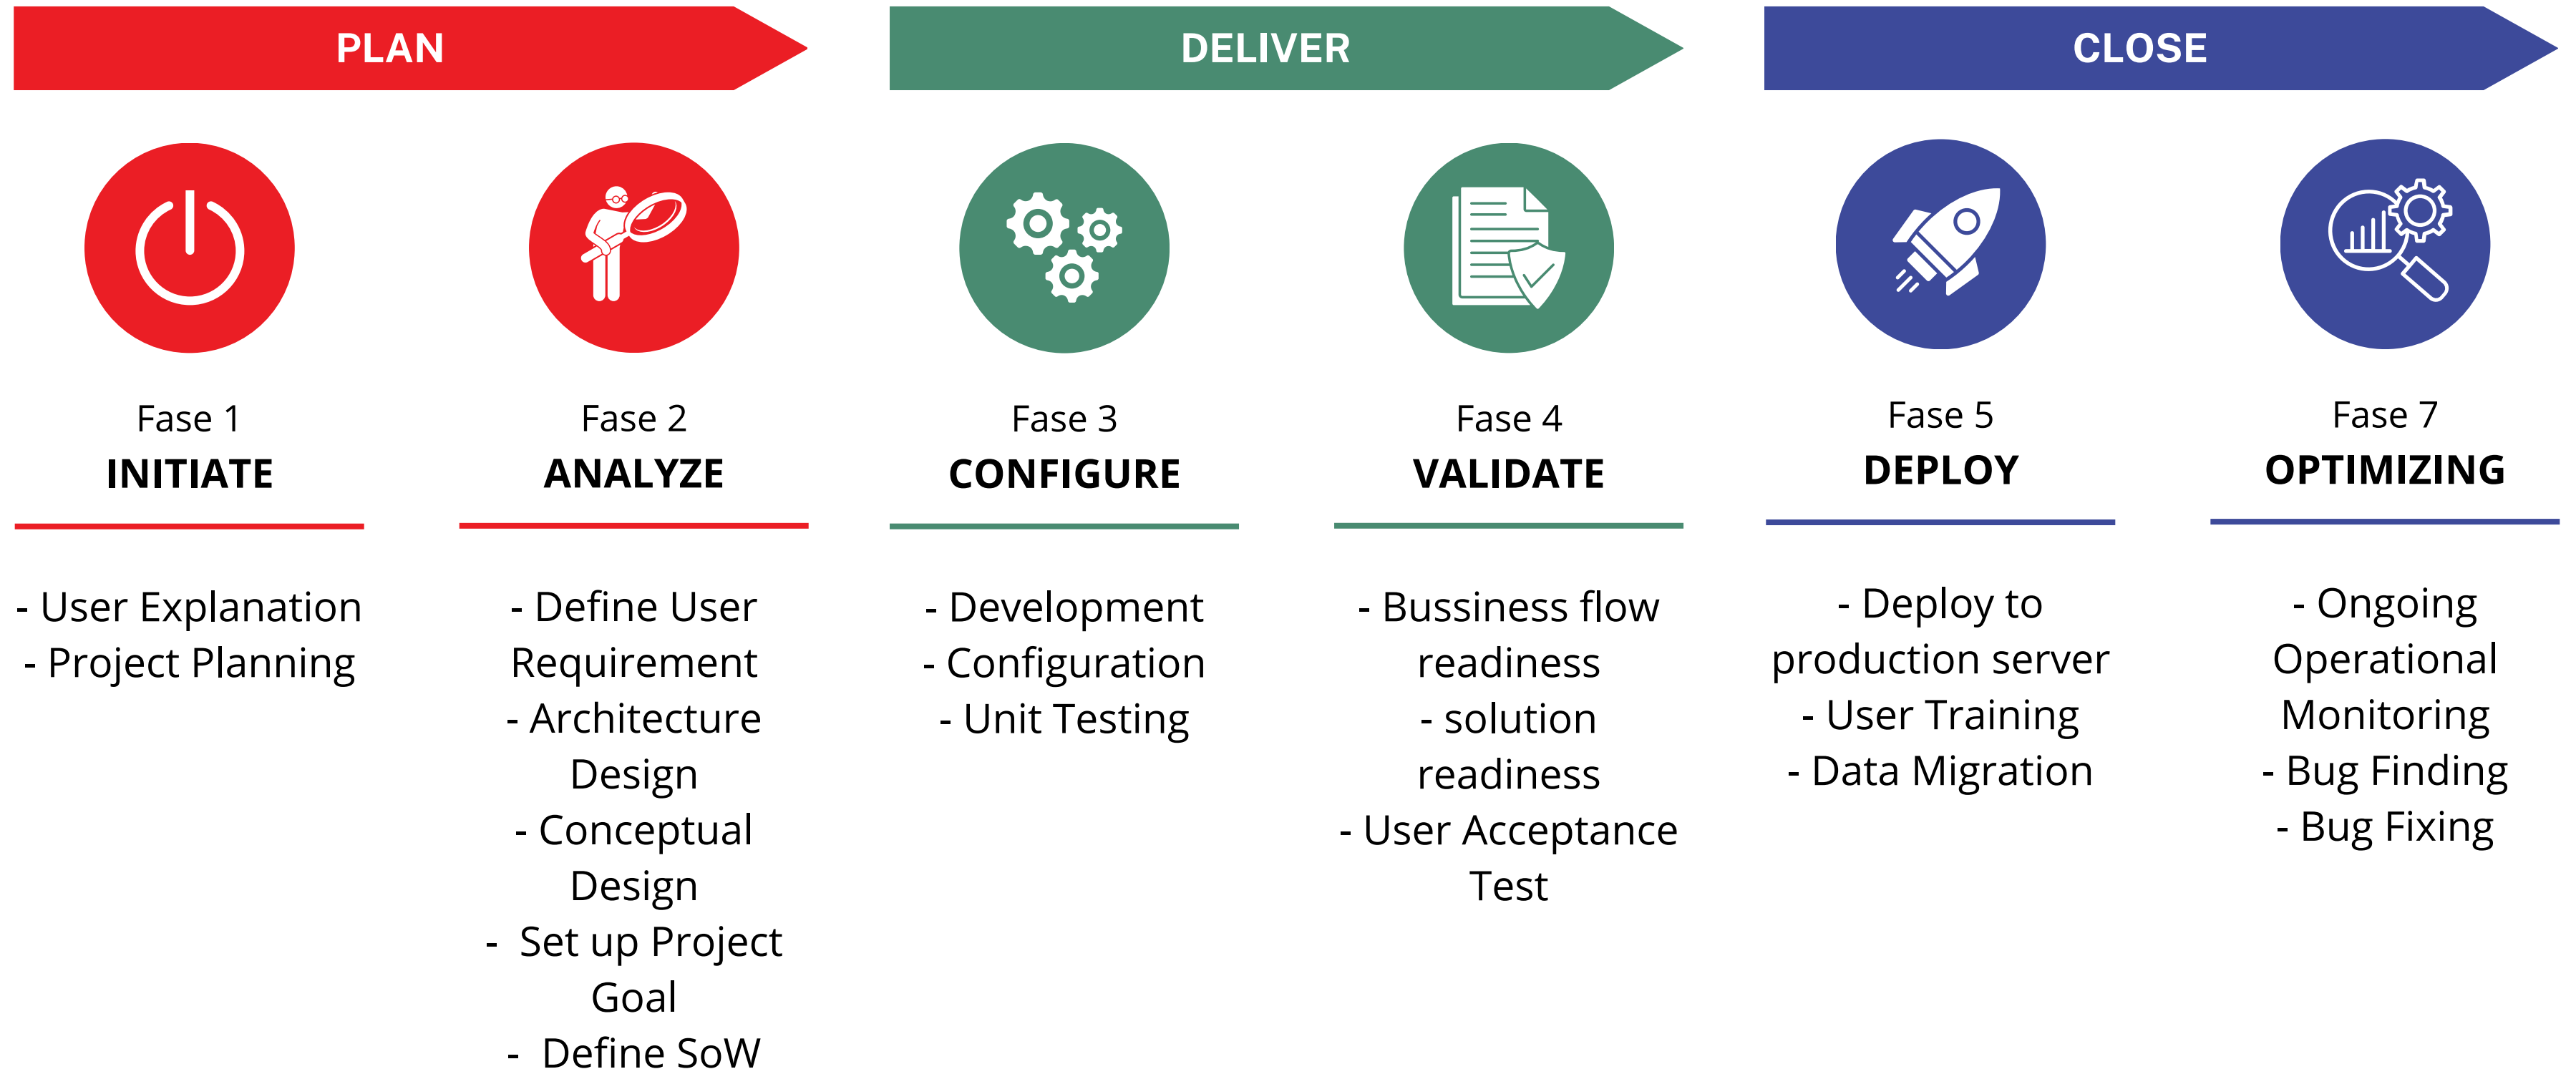 PLAN
DELIVER
CLOSE
Fase 1
INITIATE
- User Explanation
- Project Planning
Fase 2
ANALYZE
- Define User
Requirement
- Architecture
Design
- Conceptual
Design
-  Set up Project
Goal
-  Define SoW
Fase 3
CONFIGURE
- Development
- Configuration
- Unit Testing
Fase 4
VALIDATE
- Bussiness flow
readiness
- solution
readiness
- User Acceptance
Test
Fase 5
DEPLOY
- Deploy to
production server
- User Training
- Data Migration
Fase 7
OPTIMIZING
- Ongoing
Operational
Monitoring
- Bug Finding
- Bug Fixing